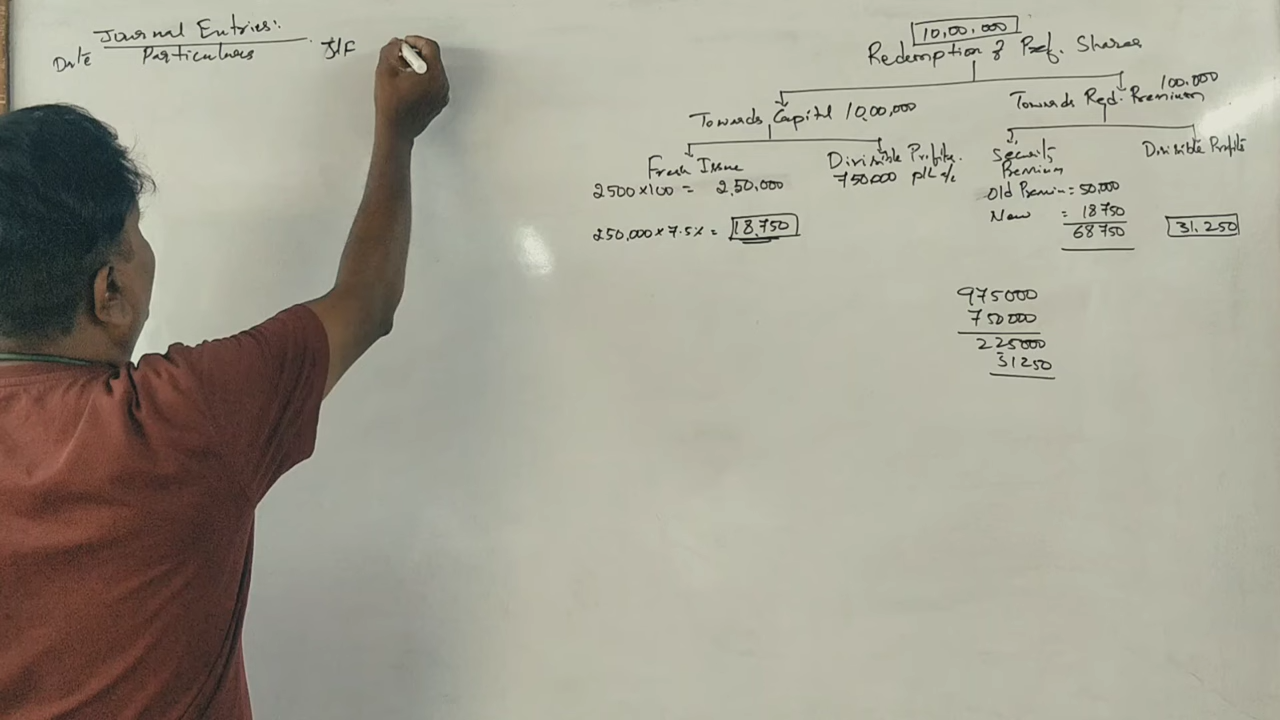 Journal Entries:
Date Particulars J/F
10,00,000
Redemption of Pref. Shares
Towards Capital 10,00,000
Towards Red. Premium 100.000
Fresh Issue
2500 × 100 = 2,50,000
250,000 × 7.5% = 18,750
Divisible Profits.
750000 P/L a/c
Security
Premium
Old Premium = 50,000
New = 18750
68750
Divisible Profits
31.250
975000
750000
225000
31250